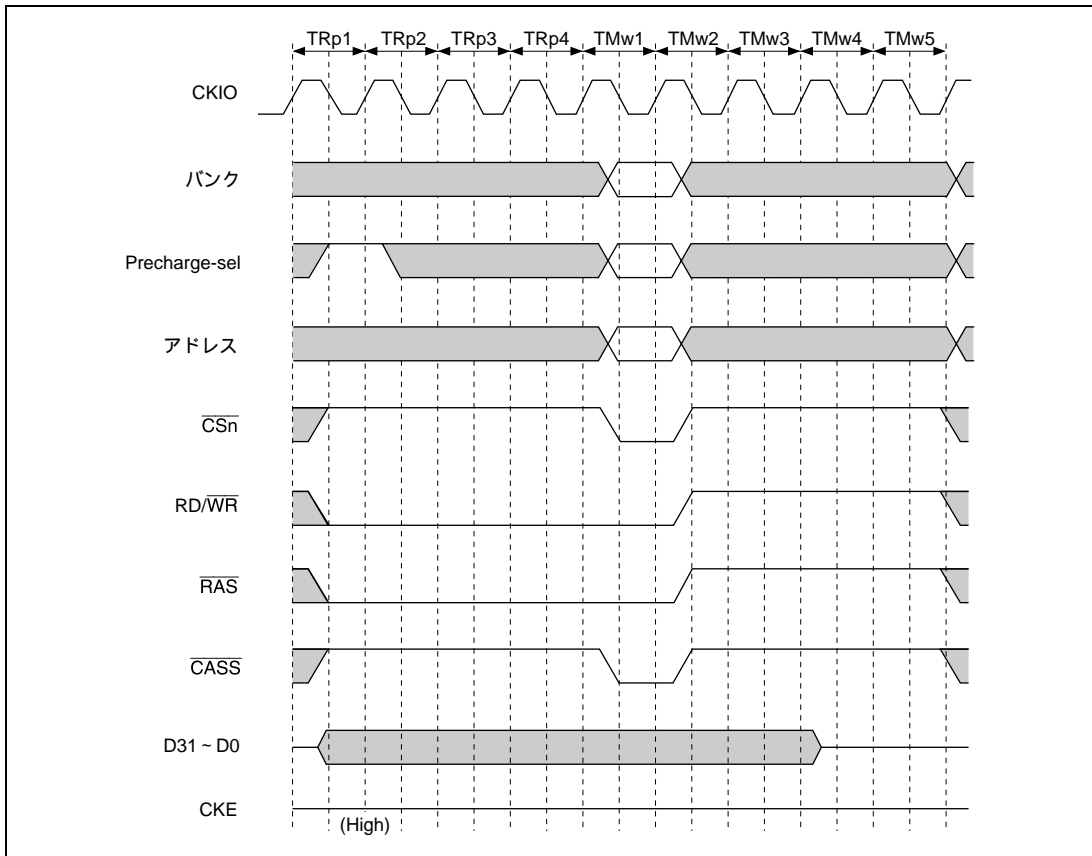 TRp1 TRp2 TRp3 TRp4 TMw1 TMw2 TMw3 TMw4 TMw5
CKIO
バンク
Precharge-sel
アドレス
CSn
RD/WR
RAS
CASS
D31 ~ D0
CKE
(High)